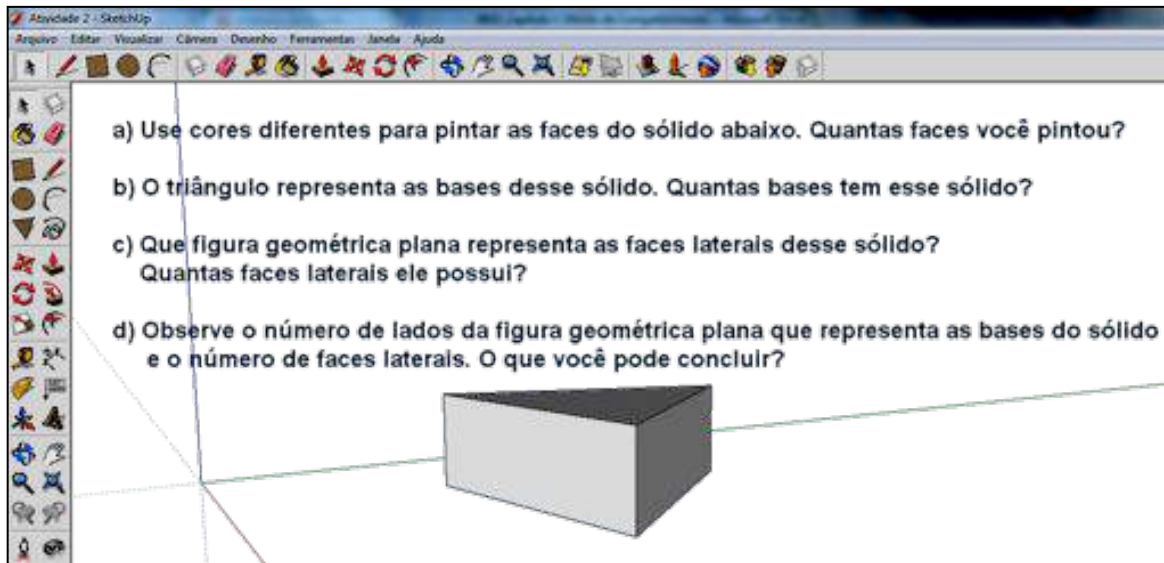 Atividade 2 - SketchUp
Arquivo Editar Visualizar Câmera Desenho Ferramentas Janela Ajuda
a) Use cores diferentes para pintar as faces do sólido abaixo. Quantas faces você pintou?
b) O triângulo representa as bases desse sólido. Quantas bases tem esse sólido?
c) Que figura geométrica plana representa as faces laterais desse sólido?
Quantas faces laterais ele possui?
d) Observe o número de lados da figura geométrica plana que representa as bases do sólido
e o número de faces laterais. O que você pode concluir?